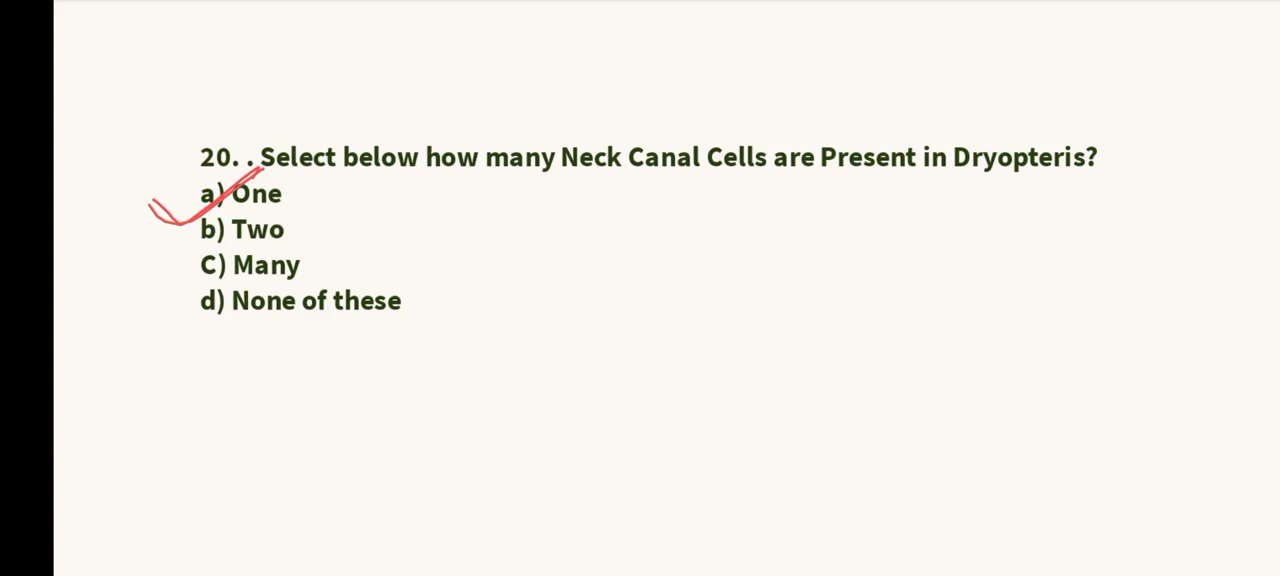 20. . Select below how many Neck Canal Cells are Present in Dryopteris?
a) One
b) Two
C) Many
d) None of these